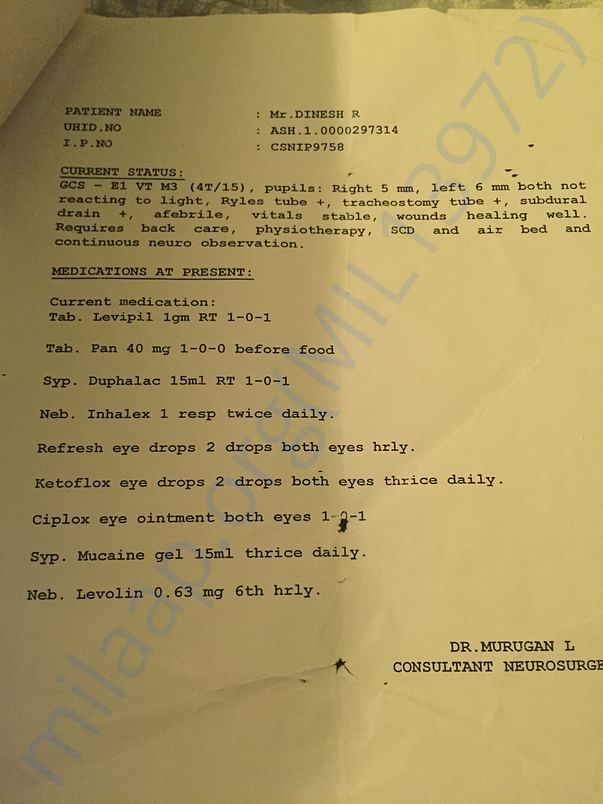 PATIENT NAME : Mr.DINESH R
UHID.NO : ASH.1.0000297314
I.P.NO : CSNIP9758
CURRENT STATUS:
GCS - E1 VT M3 (4T/15), pupils: Right 5 mm, left 6 mm both not
reacting to light, Ryles tube +, tracheostomy tube +, subdural
drain +, afebrile, vitals stable, wounds healing well.
Requires back care, physiotherapy, SCD and air bed and
continuous neuro observation.
MEDICATIONS AT PRESENT:
Current medication:
Tab. Levipil 1gm RT 1-0-1
Tab. Pan 40 mg 1-0-0 before food
Syp. Duphalac 15ml RT 1-0-1
Neb. Inhalex 1 resp twice daily.
Refresh eye drops 2 drops both eyes hrly.
Ketoflox eye drops 2 drops both eyes thrice daily.
Ciplox eye ointment both eyes 1-0-1
Syp. Mucaine gel 15ml thrice daily.
Neb. Levolin 0.63 mg 6th hrly.
DR.MURUGAN L
CONSULTANT NEUROSURGE
milaap.org(MIL13972)